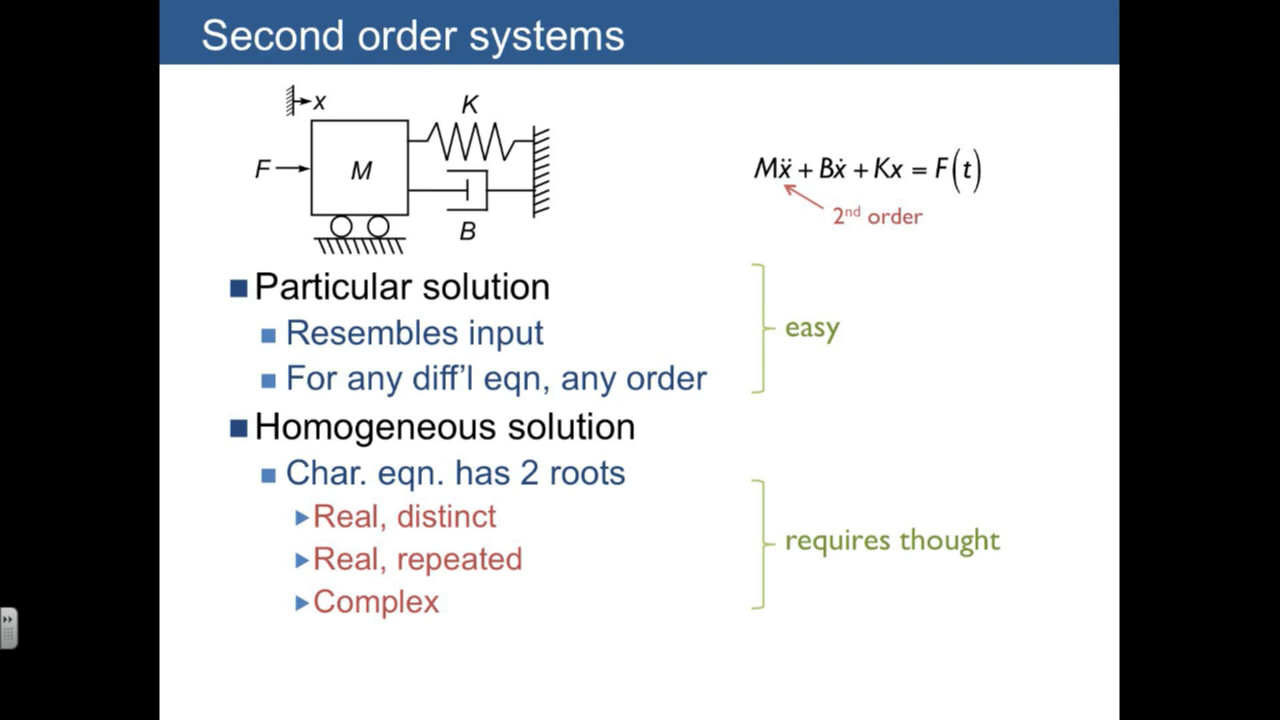 Second order systems
x
K
F
M
B
Mẍ + Bẋ + Kx = F(t)
2nd order
Particular solution
Resembles input
For any diff'l eqn, any order
easy
Homogeneous solution
Char. eqn. has 2 roots
Real, distinct
Real, repeated
Complex
requires thought